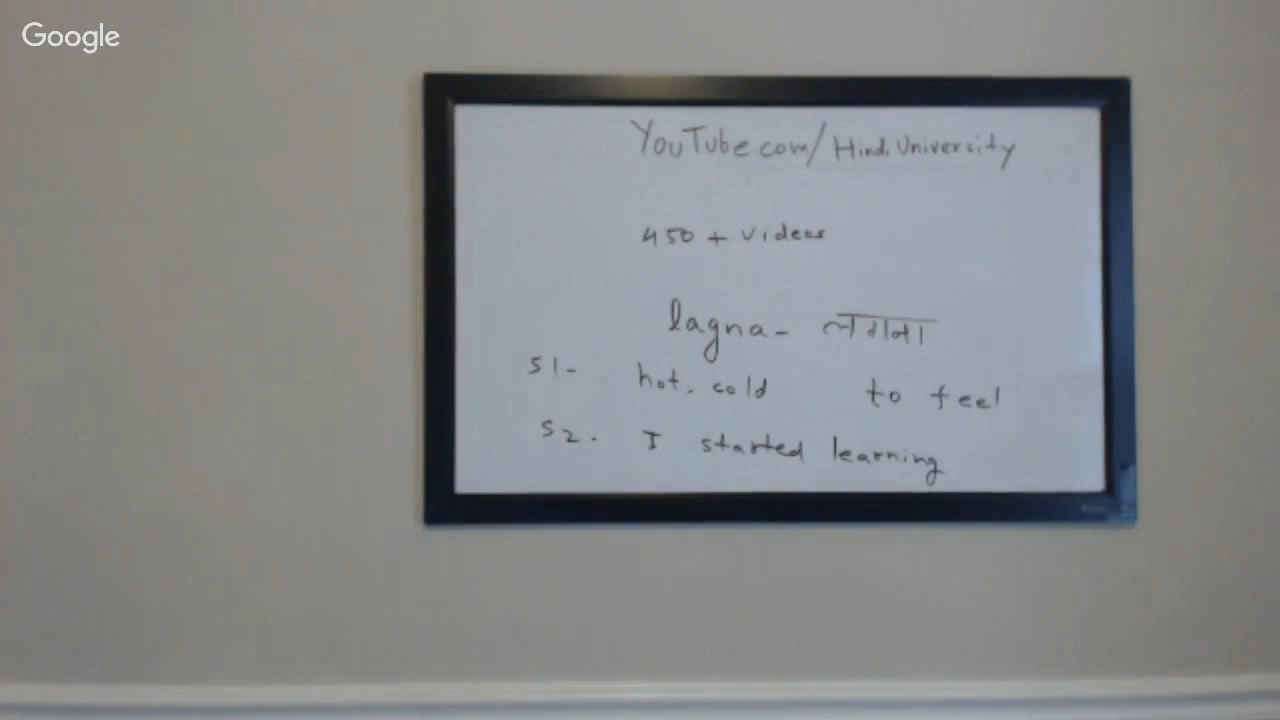 Google
YouTube.com/HindiUniversity
450 + videos
lagna - लगना
S1- hot, cold to feel
S2. I started learning